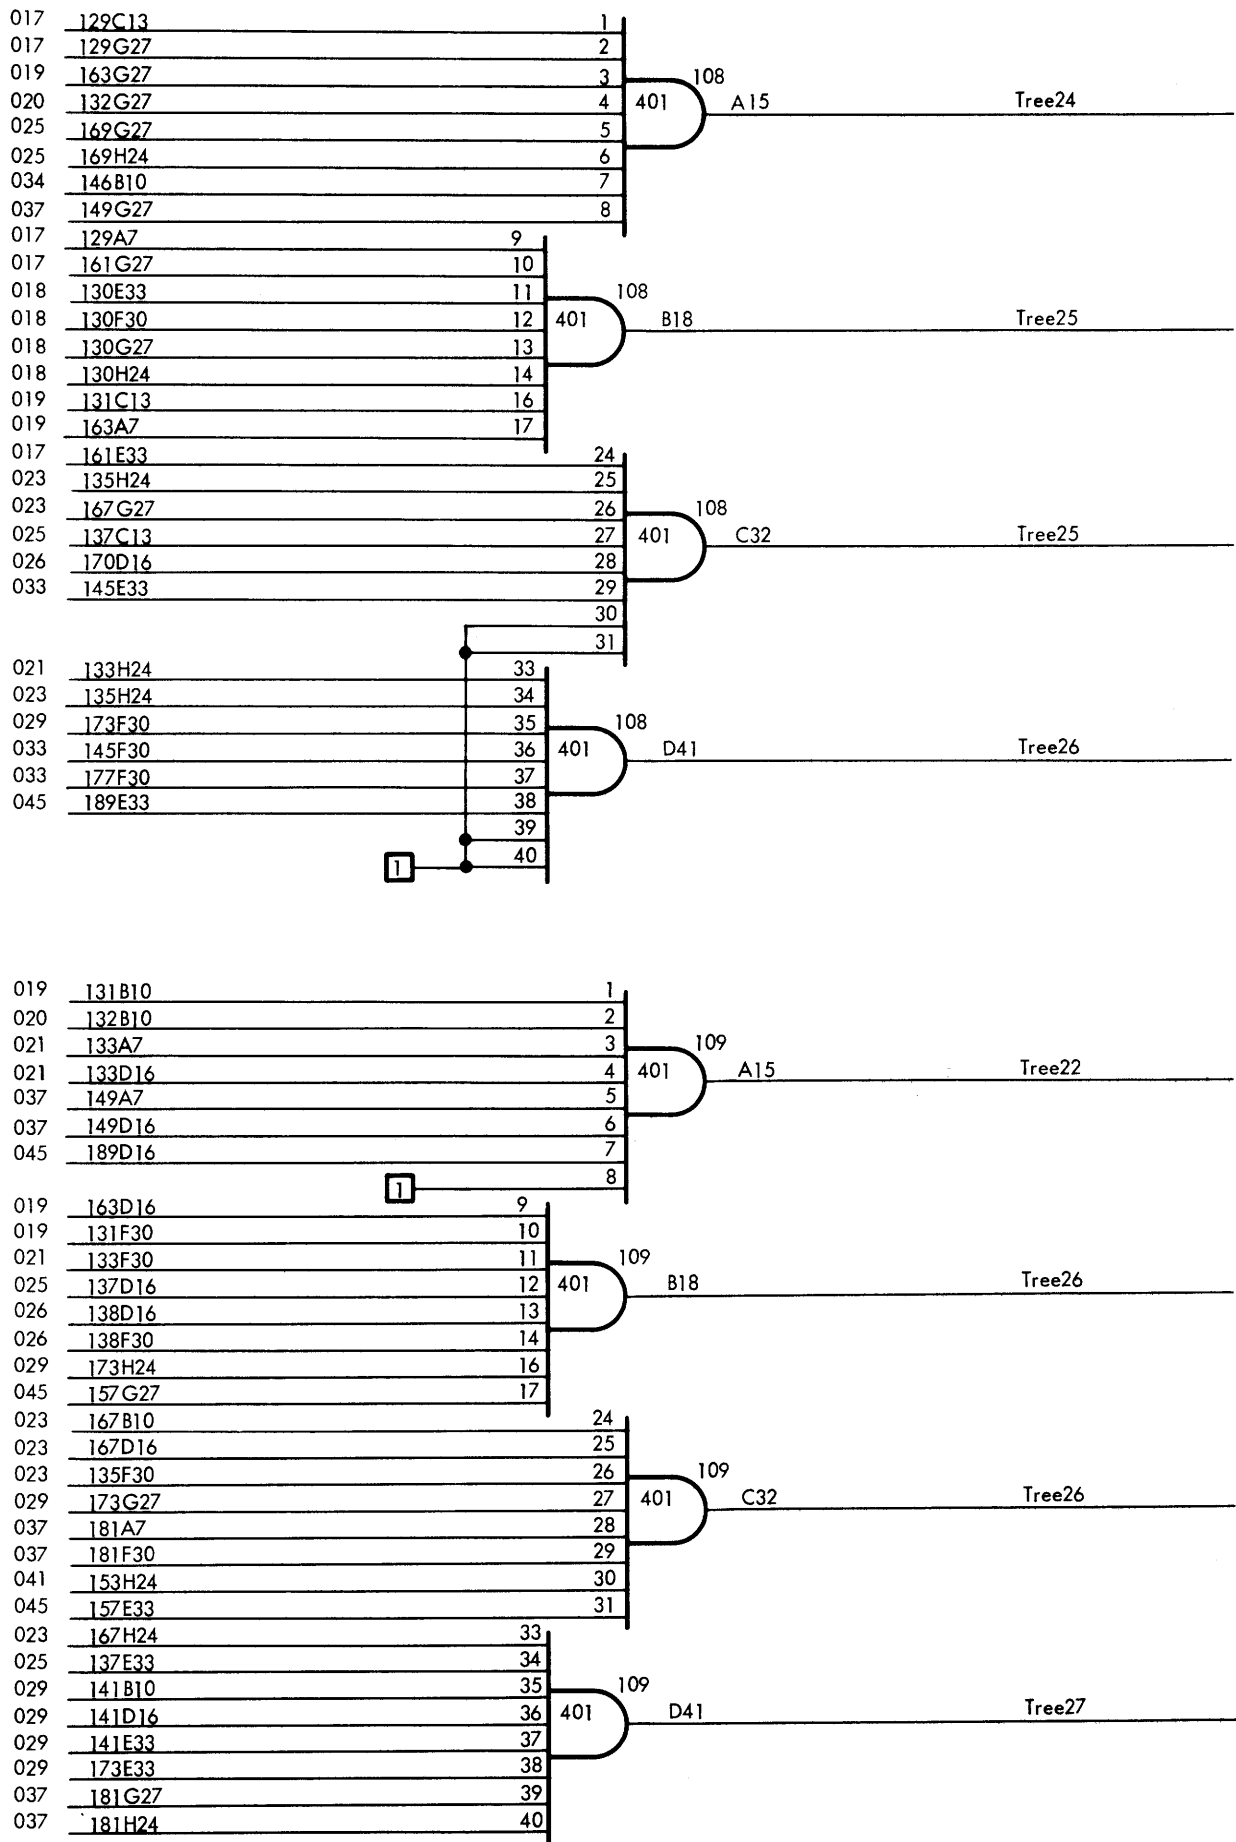 017 129C13 1
017 129G27 2
019 163G27 3 108
020 132G27 4 401 A15 Tree24
025 169G27 5
025 169H24 6
034 146B10 7
037 149G27 8
017 129A7 9
017 161G27 10
018 130E33 11 108
018 130F30 12 401 B18 Tree25
018 130G27 13
018 130H24 14
019 131C13 16
019 163A7 17
017 161E33 24
023 135H24 25
023 167G27 26 108
025 137C13 27 401 C32 Tree25
026 170D16 28
033 145E33 29
30
31
021 133H24 33
023 135H24 34
029 173F30 35 108
033 145F30 36 401 D41 Tree26
033 177F30 37
045 189E33 38
39
1 40
019 131B10 1
020 132B10 2
021 133A7 3 109
021 133D16 4 401 A15 Tree22
037 149A7 5
037 149D16 6
045 189D16 7
1 8
019 163D16 9
019 131F30 10
021 133F30 11 109
025 137D16 12 401 B18 Tree26
026 138D16 13
026 138F30 14
029 173H24 16
045 157G27 17
023 167B10 24
023 167D16 25
023 135F30 26 109
029 173G27 27 401 C32 Tree26
037 181A7 28
037 181F30 29
041 153H24 30
045 157E33 31
023 167H24 33
025 137E33 34
029 141B10 35 109
029 141D16 36 401 D41 Tree27
029 141E33 37
029 173E33 38
037 181G27 39
037 181H24 40